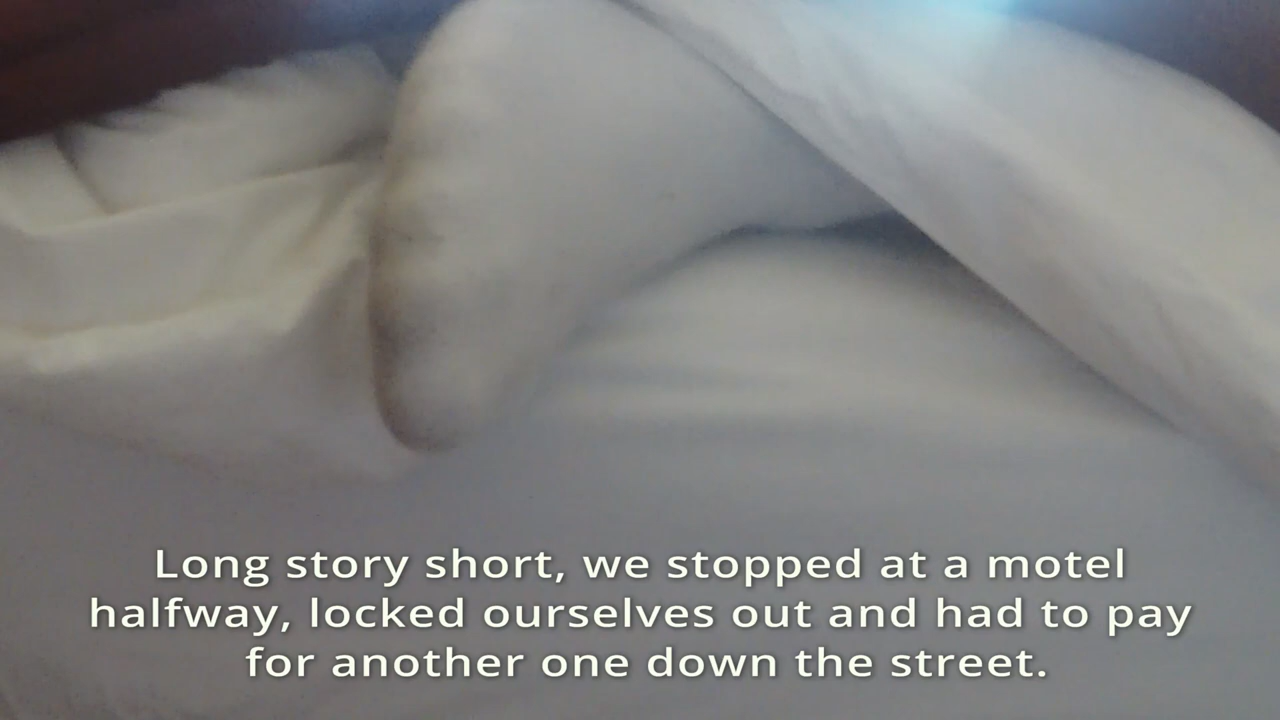 Long story short, we stopped at a motel
halfway, locked ourselves out and had to pay
for another one down the street.